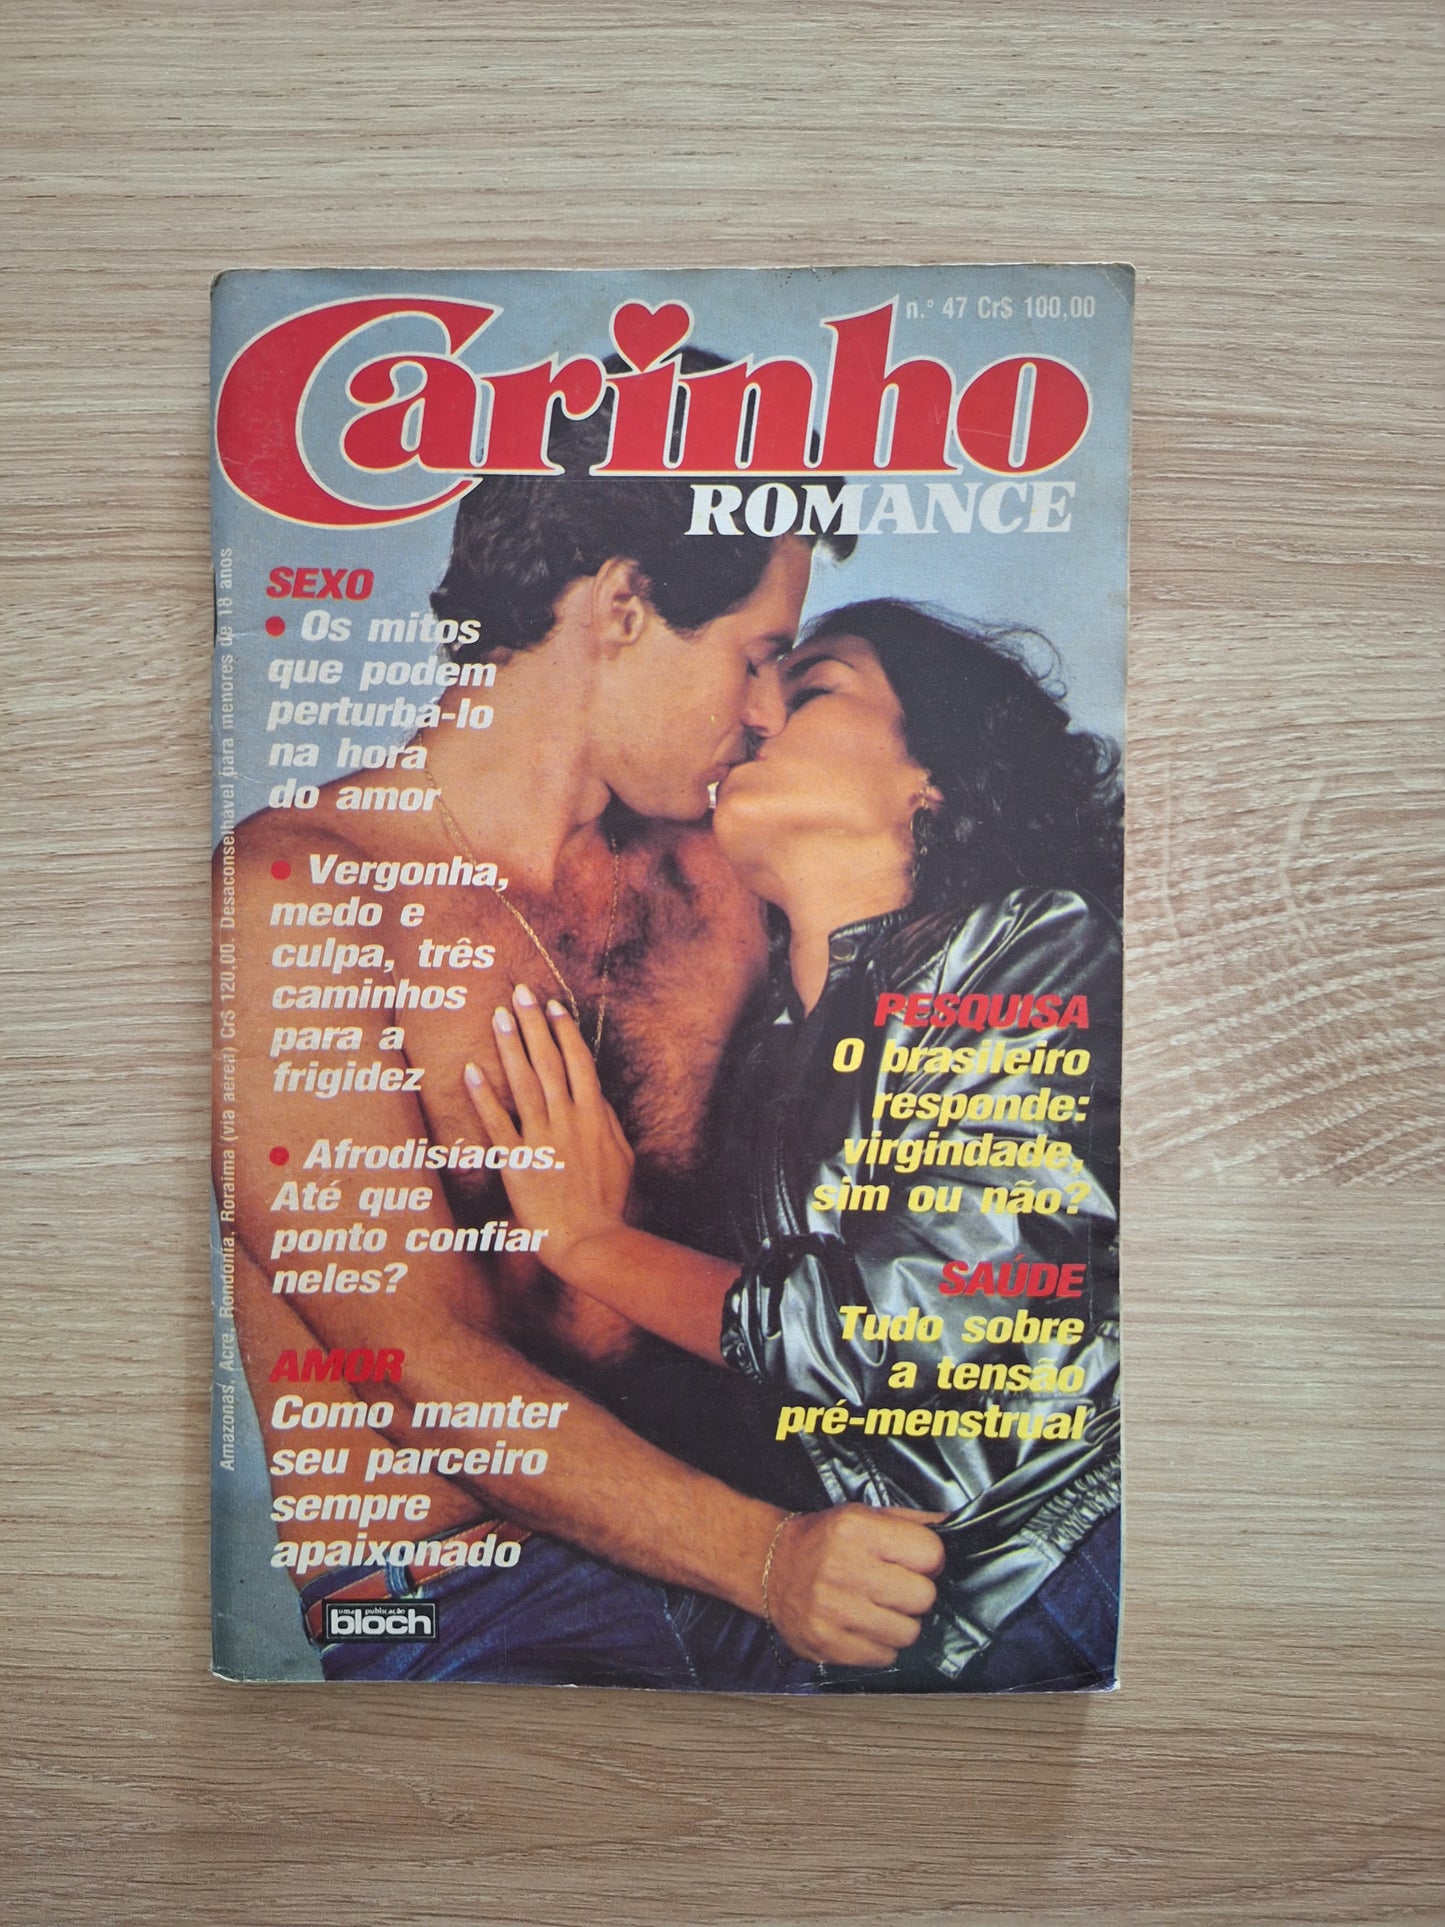 n.º 47 Cr$ 100,00
Carinho
ROMANCE
SEXO
• Os mitos
que podem
perturbá-lo
na hora
do amor
• Vergonha,
medo e
culpa, três
caminhos
para a
frigidez
• Afrodisíacos.
Até que
ponto confiar
neles?
AMOR
Como manter
seu parceiro
sempre
apaixonado
PESQUISA
O brasileiro
responde:
virgindade,
sim ou não?
SAÚDE
Tudo sobre
a tensão
pré-menstrual
uma publicação
bloch
Amazonas, Acre, Rondônia, Roraima (via aérea) Cr$ 120,00. Desaconselhável para menores de 18 anos